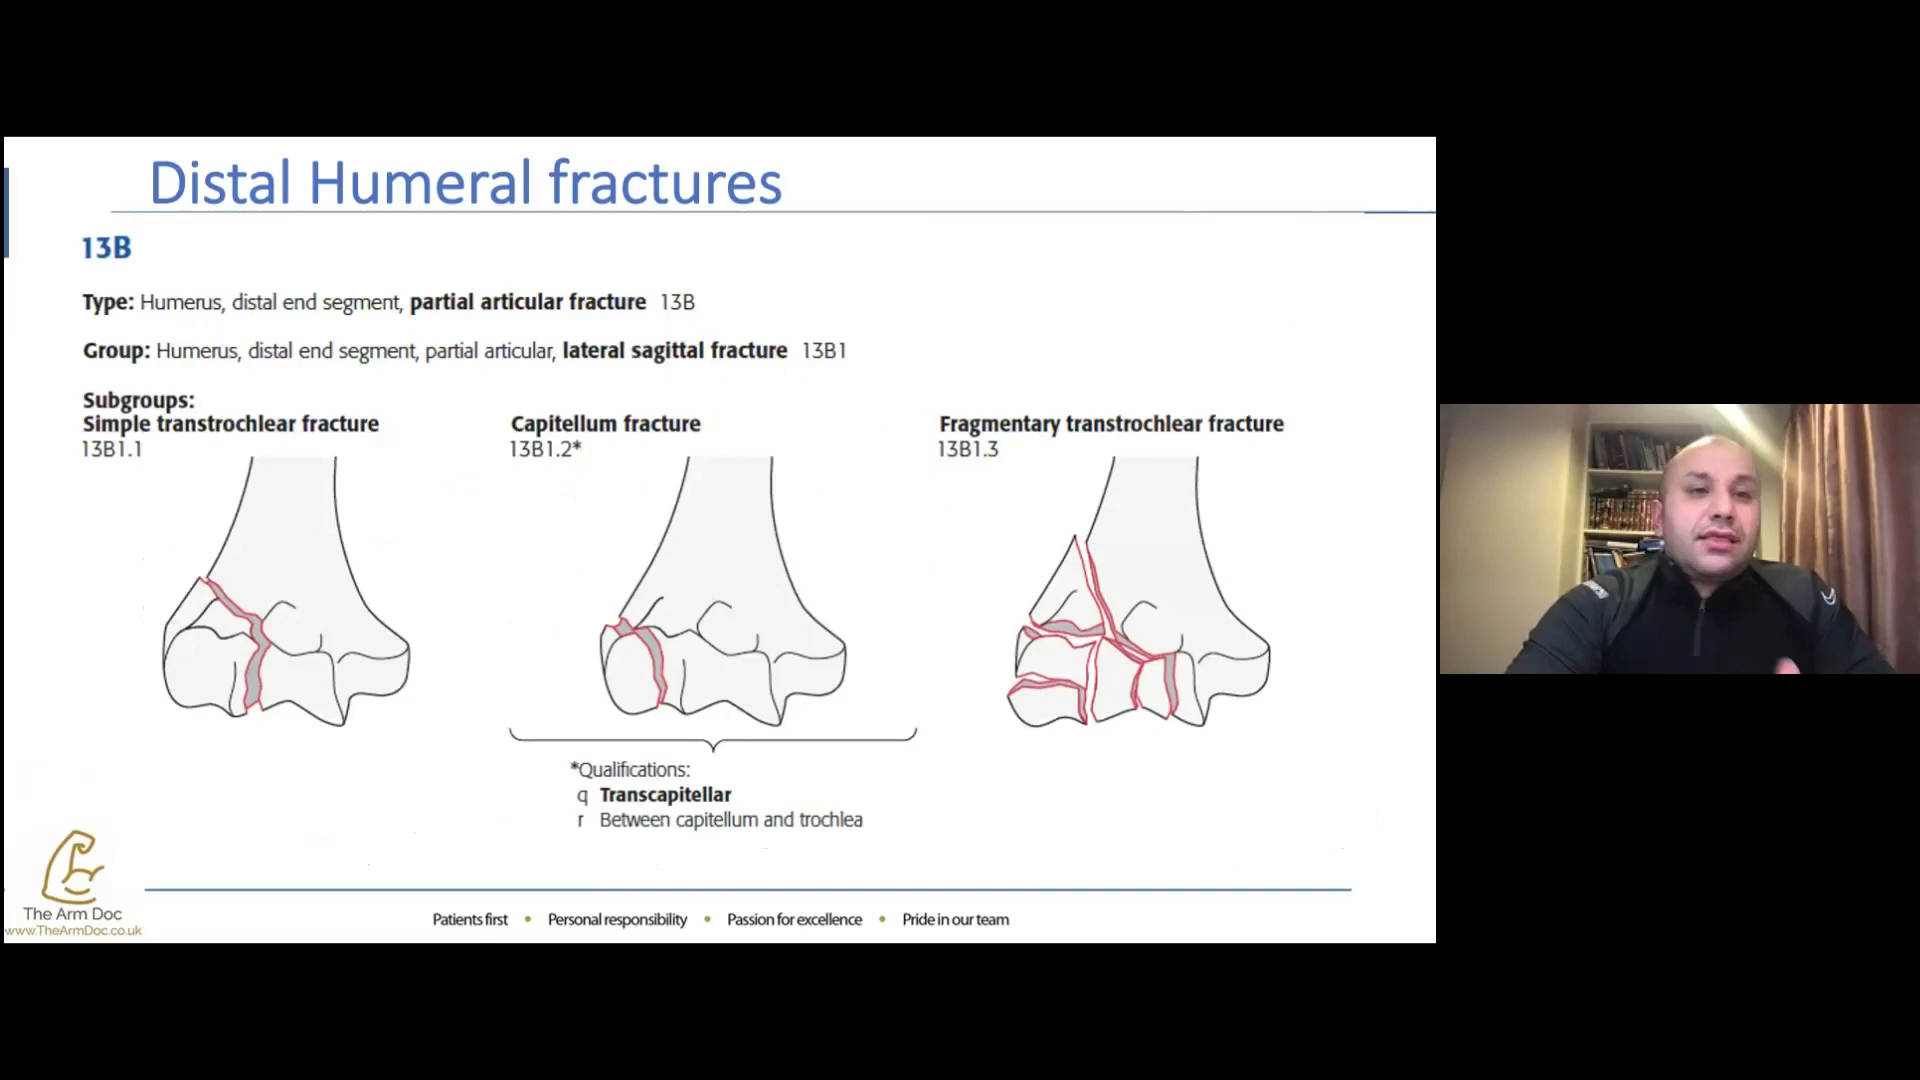 Distal Humeral fractures
13B
Type: Humerus, distal end segment, partial articular fracture 13B
Group: Humerus, distal end segment, partial articular, lateral sagittal fracture 13B1
Subgroups:
Simple transtrochlear fracture
13B1.1
Capitellum fracture
13B1.2*
Fragmentary transtrochlear fracture
13B1.3
*Qualifications:
q Transcapitellar
r Between capitellum and trochlea
The Arm Doc
www.TheArmDoc.co.uk
Patients first • Personal responsibility • Passion for excellence • Pride in our team